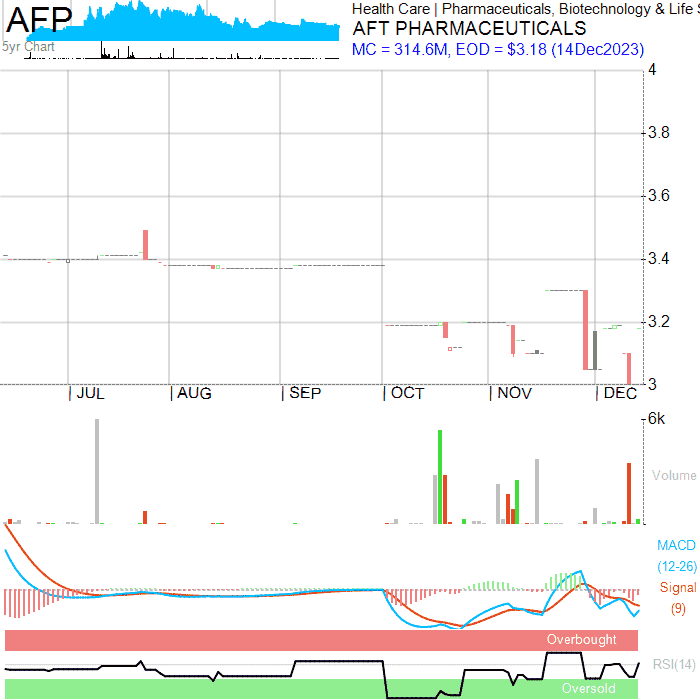 AFP
5yr Chart
Health Care | Pharmaceuticals, Biotechnology & Life S
AFT PHARMACEUTICALS
MC = 314.6M, EOD = $3.18 (14Dec2023)
4
3.8
3.6
3.4
3.2
3
JUL AUG SEP OCT NOV DEC
6k
Volume
MACD
(12-26)
Signal
(9)
Overbought
RSI(14)
Oversold